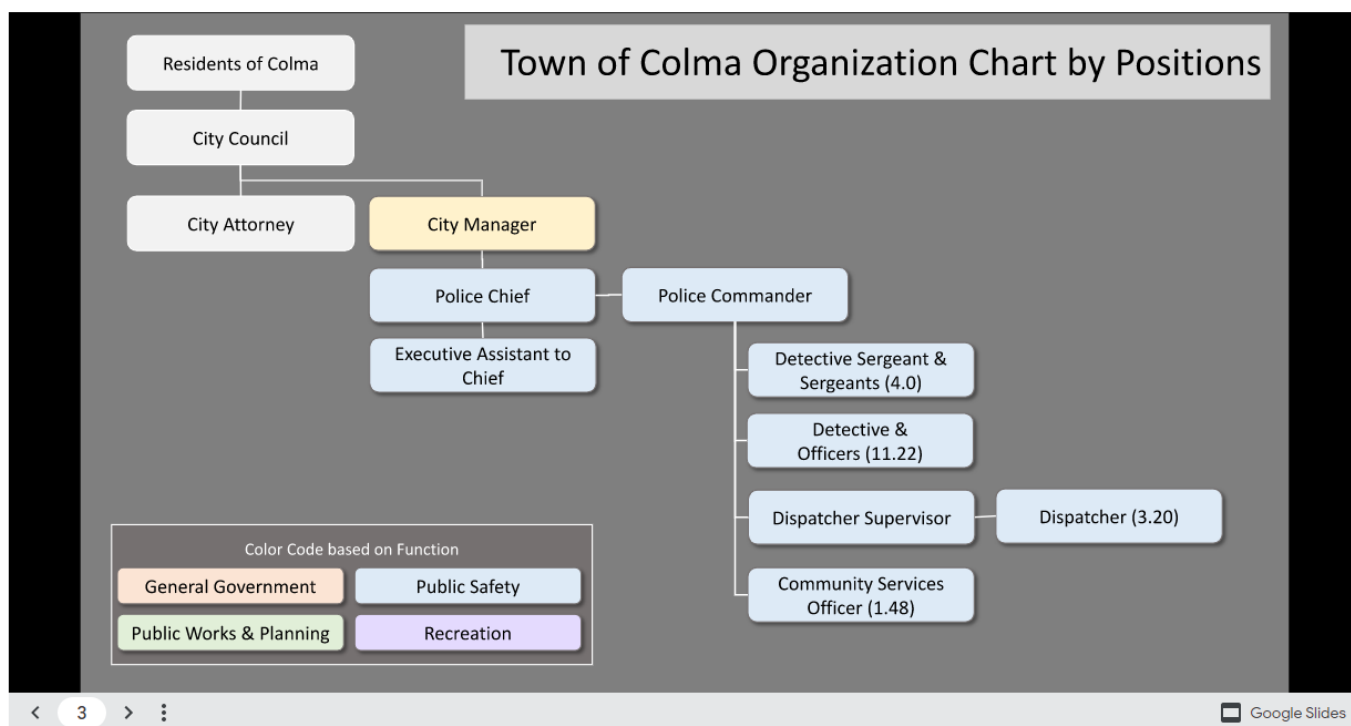 Town of Colma Organization Chart by Positions
Residents of Colma
City Council
City Attorney
City Manager
Police Chief
Police Commander
Executive Assistant to
Chief
Detective Sergeant &
Sergeants (4.0)
Detective &
Officers (11.22)
Dispatcher Supervisor
Dispatcher (3.20)
Community Services
Officer (1.48)
Color Code based on Function
General Government
Public Safety
Public Works & Planning
Recreation
3
Google Slides